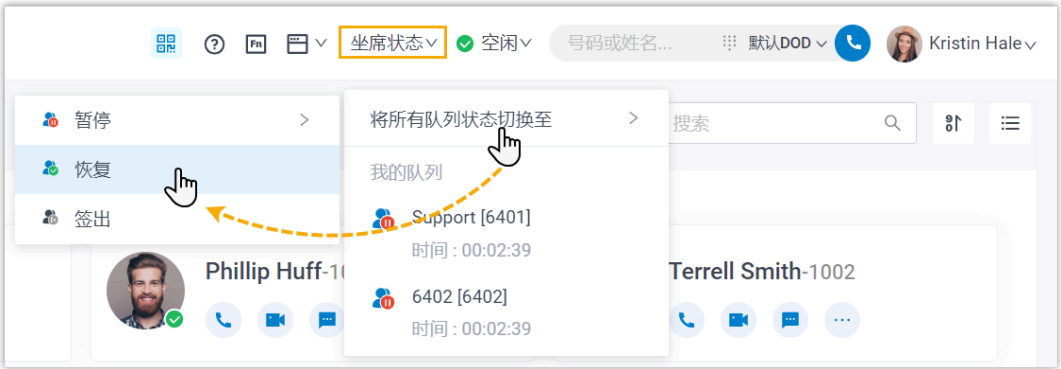 Fn
坐席状态
空闲
号码或姓名...
默认DOD
Kristin Hale
暂停
恢复
签出
将所有队列状态切换至
我的队列
Support [6401]
时间 : 00:02:39
6402 [6402]
时间 : 00:02:39
搜索
Phillip Huff-10
Terrell Smith-1002